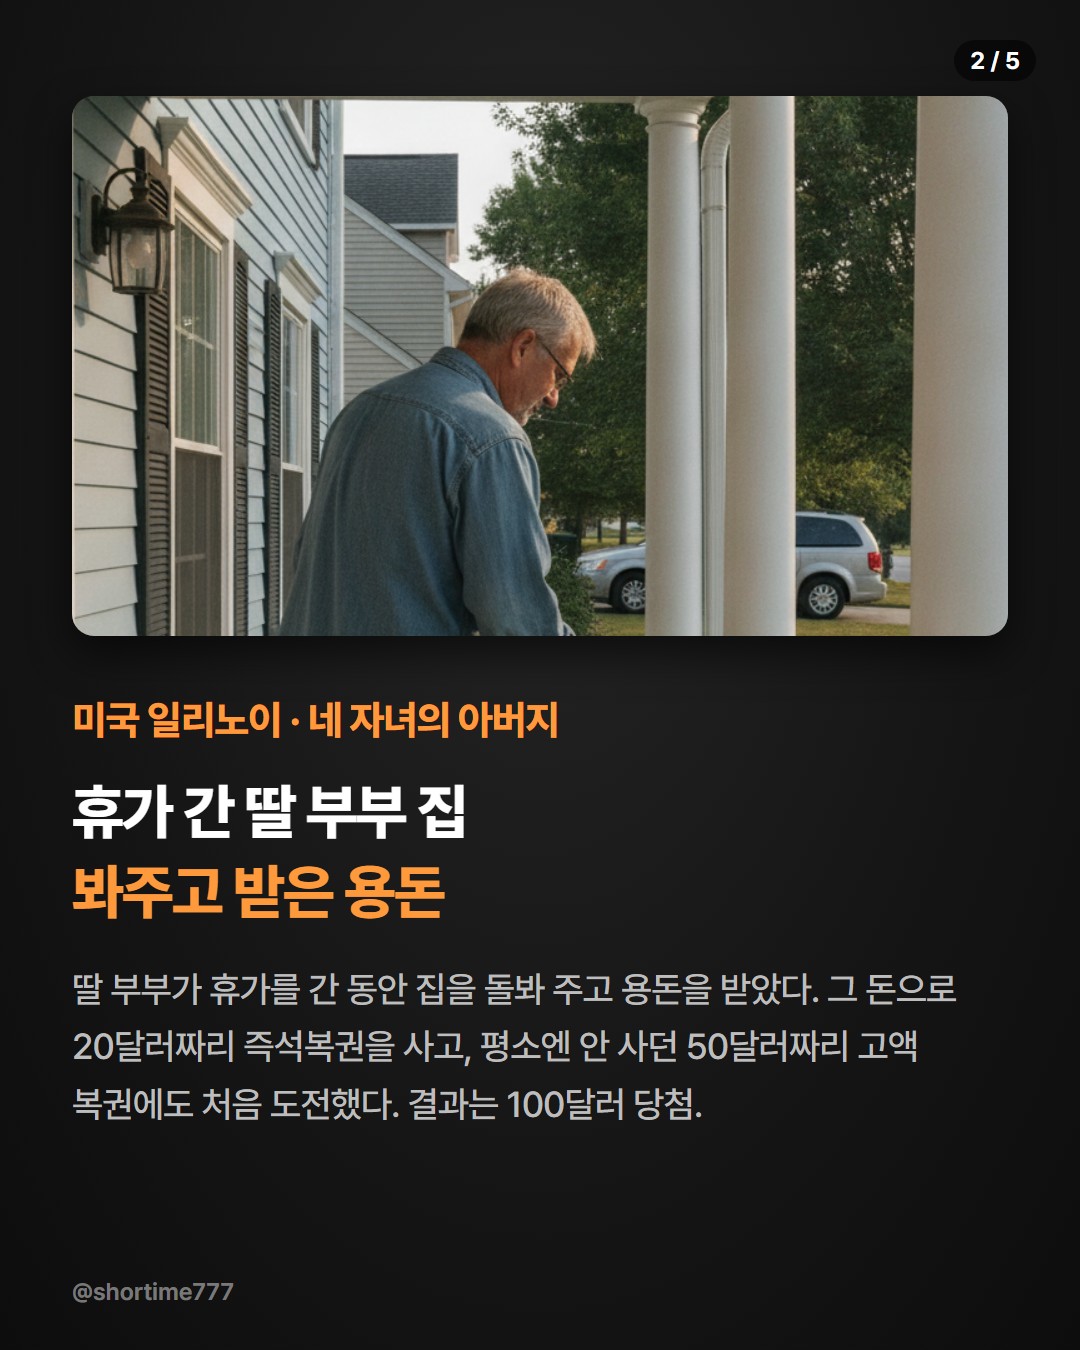 2 / 5
미국 일리노이 · 네 자녀의 아버지
휴가 간 딸 부부 집
봐주고 받은 용돈
딸 부부가 휴가를 간 동안 집을 돌봐 주고 용돈을 받았다. 그 돈으로
20달러짜리 즉석복권을 사고, 평소엔 안 사던 50달러짜리 고액
복권에도 처음 도전했다. 결과는 100달러 당첨.
@shortime777